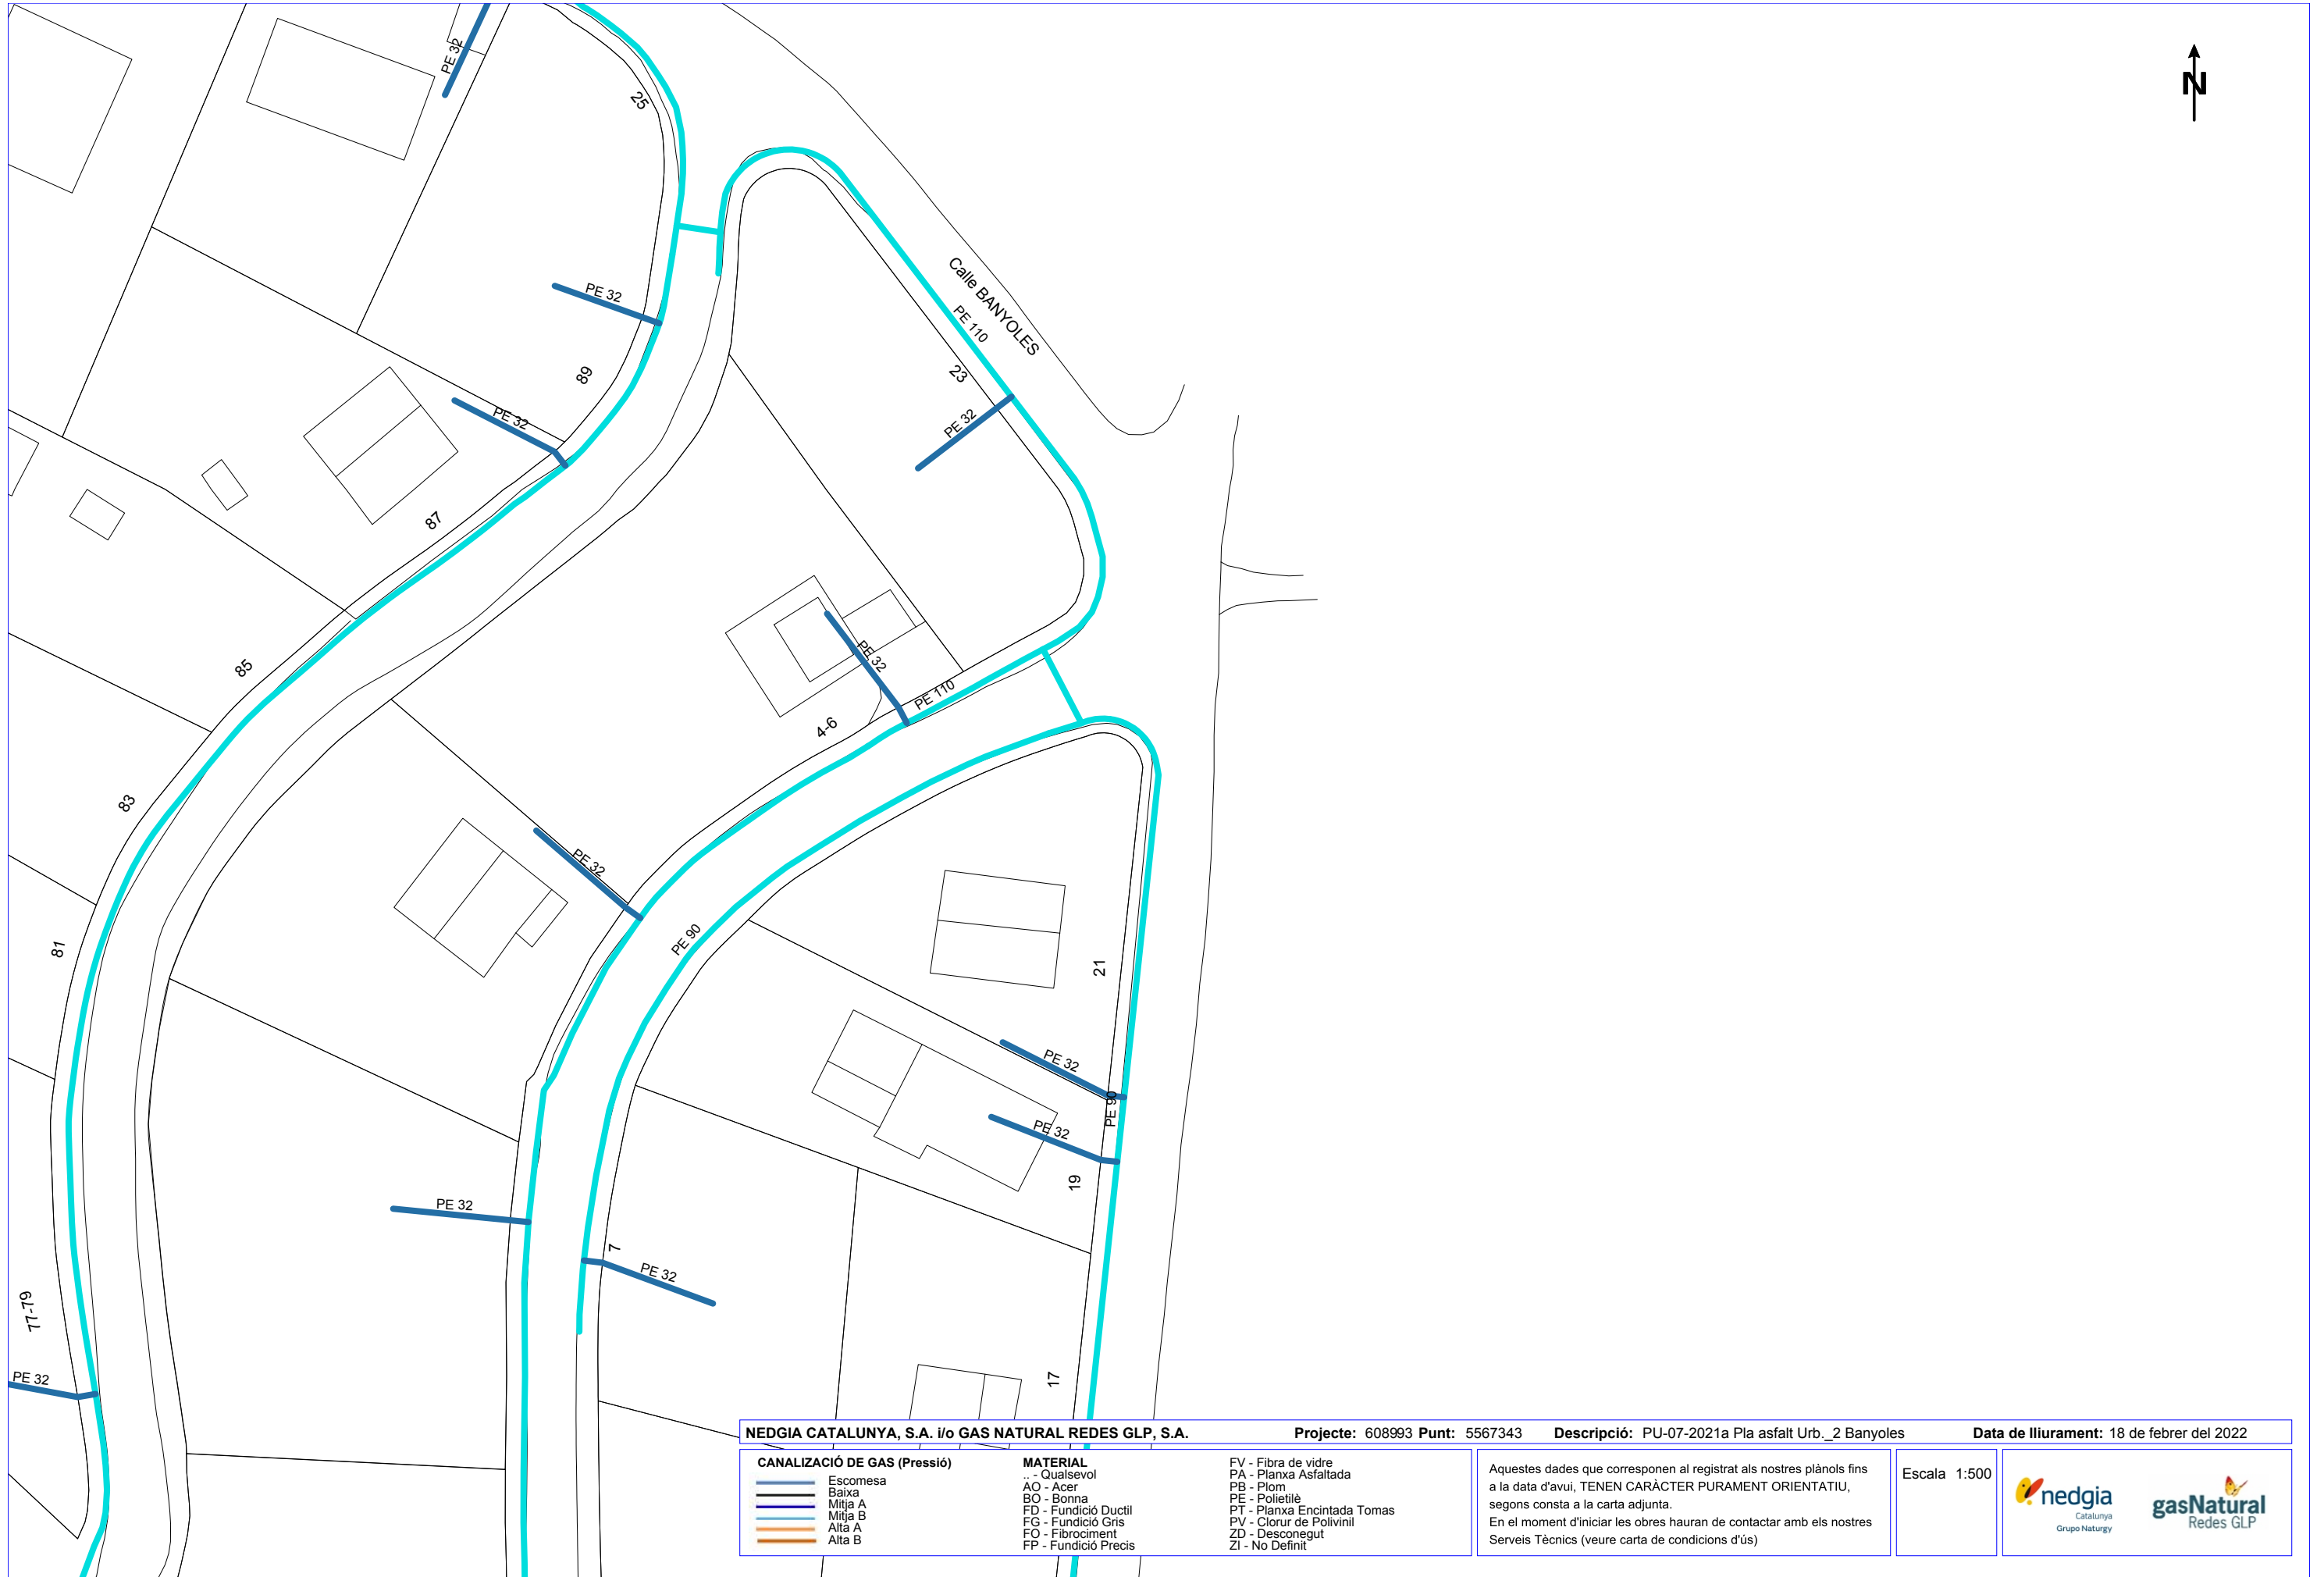 PE 32
25
N
Calle BANYOLES
PE 32
PE 110
89
23
PE 32
PE 32
87
PE 32
85
PE 110
4-6
83
PE 32
PE 90
81
21
PE 32
PE 90
PE 32
19
PE 32
7
PE 32
77-79
PE 32
17
NEDGIA CATALUNYA, S.A. i/o GAS NATURAL REDES GLP, S.A. Projecte: 608993 Punt: 5567343 Descripció: PU-07-2021a Pla asfalt Urb._2 Banyoles Data de lliurament: 18 de febrer del 2022
CANALIZACIÓ DE GAS (Pressió)
Escomesa
Baixa
Mitja A
Mitja B
Alta A
Alta B
MATERIAL
.. - Qualsevol
AO - Acer
BO - Bonna
FD - Fundició Ductil
FG - Fundició Gris
FO - Fibrociment
FP - Fundició Precis
FV - Fibra de vidre
PA - Planxa Asfaltada
PB - Plom
PE - Polietilè
PT - Planxa Encintada Tomas
PV - Clorur de Polivinil
ZD - Desconegut
ZI - No Definit
Aquestes dades que corresponen al registrat als nostres plànols fins
a la data d'avui, TENEN CARÀCTER PURAMENT ORIENTATIU,
segons consta a la carta adjunta.
En el moment d'iniciar les obres hauran de contactar amb els nostres
Serveis Tècnics (veure carta de condicions d'ús)
Escala 1:500
nedgia
Catalunya
Grupo Naturgy
gasNatural
Redes GLP